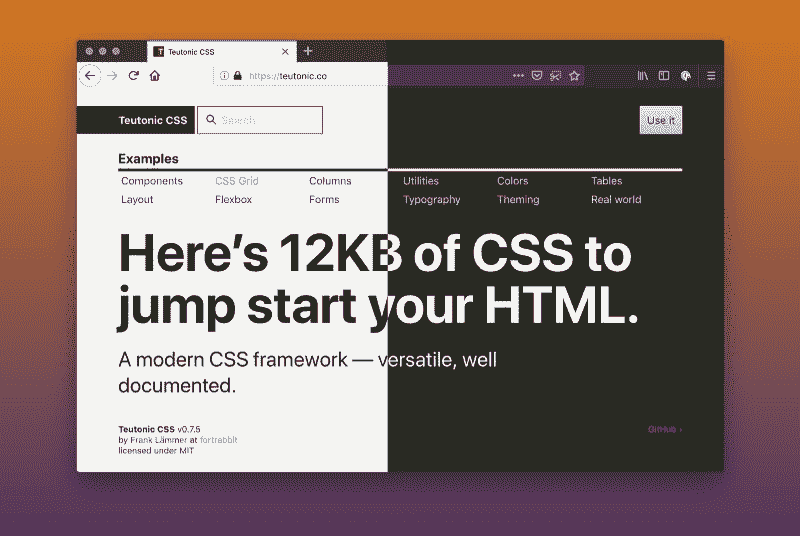 Teutonic CSS
https://teutonic.co
Teutonic CSS
Search
Use it
Examples
Components CSS Grid Columns Utilities Colors Tables
Layout Flexbox Forms Typography Theming Real world
Here’s 12KB of CSS to
jump start your HTML.
A modern CSS framework — versatile, well
documented.
Teutonic CSS v0.7.5
GitHub ›
by Frank Lämmer at fortrabbit
licensed under MIT